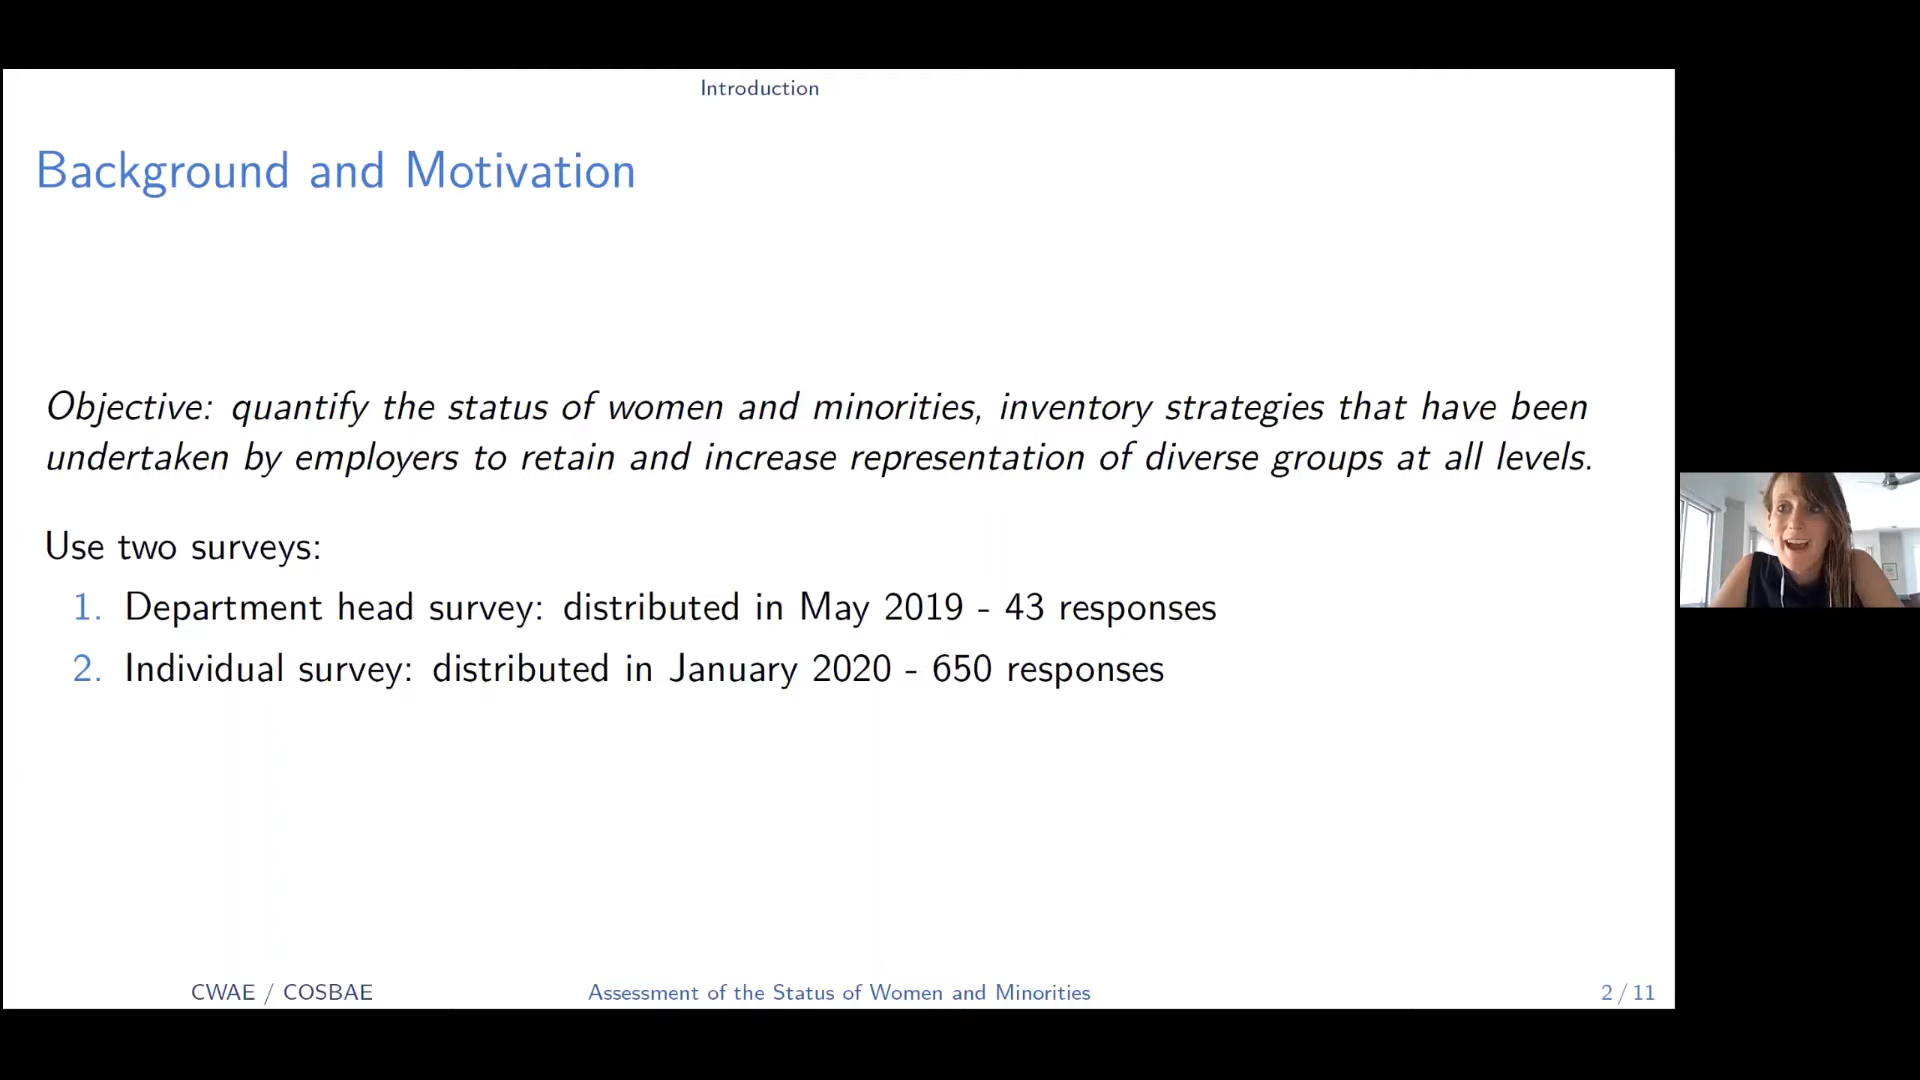 Introduction
Background and Motivation
Objective: quantify the status of women and minorities, inventory strategies that have been
undertaken by employers to retain and increase representation of diverse groups at all levels.
Use two surveys:
1. Department head survey: distributed in May 2019 - 43 responses
2. Individual survey: distributed in January 2020 - 650 responses
CWAE / COSBAE
Assessment of the Status of Women and Minorities
2 / 11